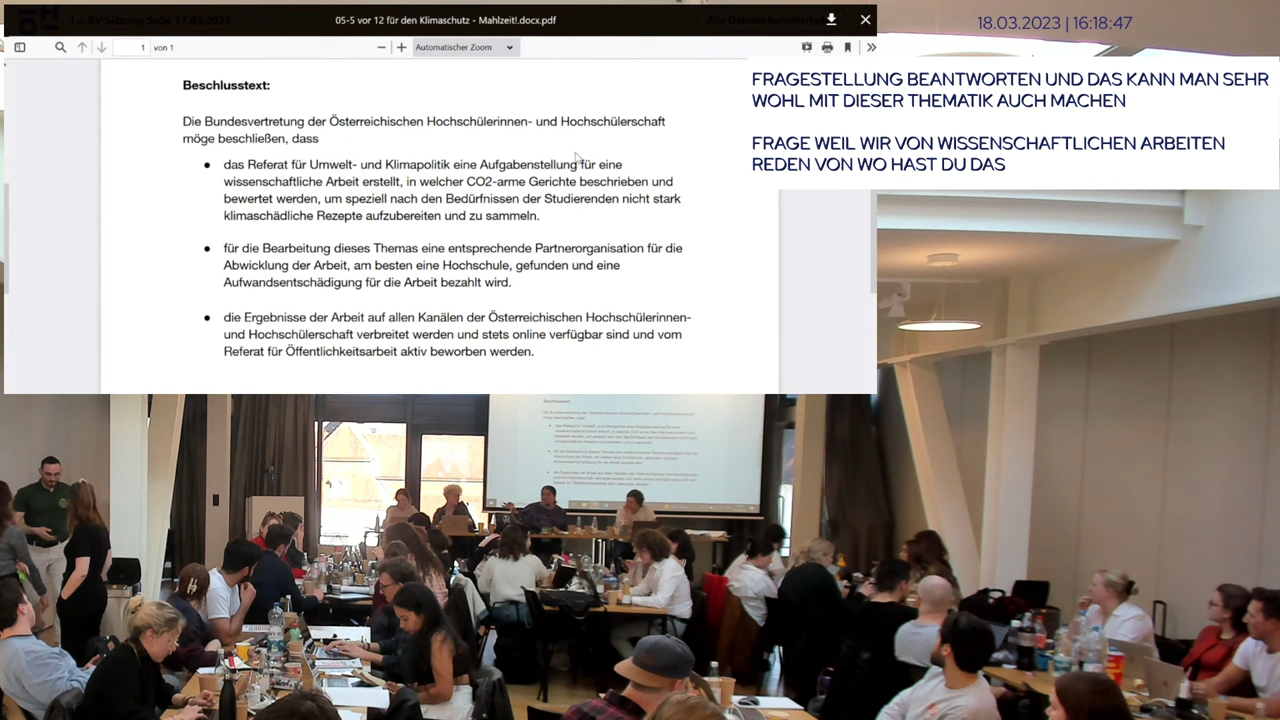 1.o BV Sitzung SoSe 17.03.2023
05-5 vor 12 für den Klimaschutz - Mahlzeit!.docx.pdf
18.03.2023 | 16:18:47
1 von 1
Automatischer Zoom
Beschlusstext:
Die Bundesvertretung der Österreichischen Hochschülerinnen- und Hochschülerschaft
möge beschließen, dass
● das Referat für Umwelt- und Klimapolitik eine Aufgabenstellung für eine
wissenschaftliche Arbeit erstellt, in welcher CO2-arme Gerichte beschrieben und
bewertet werden, um speziell nach den Bedürfnissen der Studierenden nicht stark
klimaschädliche Rezepte aufzubereiten und zu sammeln.
● für die Bearbeitung dieses Themas eine entsprechende Partnerorganisation für die
Abwicklung der Arbeit, am besten eine Hochschule, gefunden und eine
Aufwandsentschädigung für die Arbeit bezahlt wird.
● die Ergebnisse der Arbeit auf allen Kanälen der Österreichischen Hochschülerinnen-
und Hochschülerschaft verbreitet werden und stets online verfügbar sind und vom
Referat für Öffentlichkeitsarbeit aktiv beworben werden.
FRAGESTELLUNG BEANTWORTEN UND DAS KANN MAN SEHR
WOHL MIT DIESER THEMATIK AUCH MACHEN
FRAGE WEIL WIR VON WISSENSCHAFTLICHEN ARBEITEN
REDEN VON WO HAST DU DAS